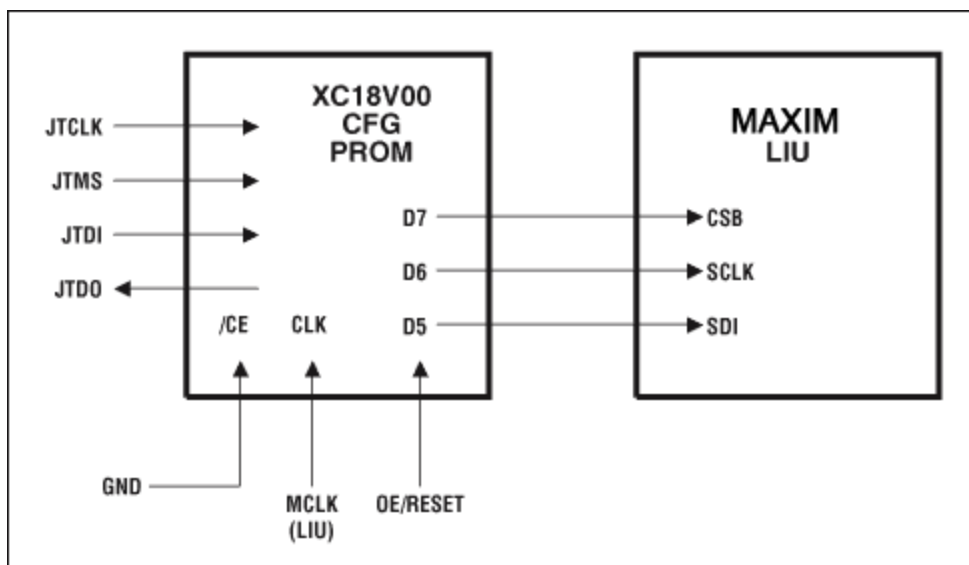 XC18V00
CFG
PROM
MAXIM
LIU
JTCLK
JTMS
JTDI
JTDO
D7
CSB
D6
SCLK
/CE
CLK
D5
SDI
GND
MCLK
(LIU)
OE/RESET